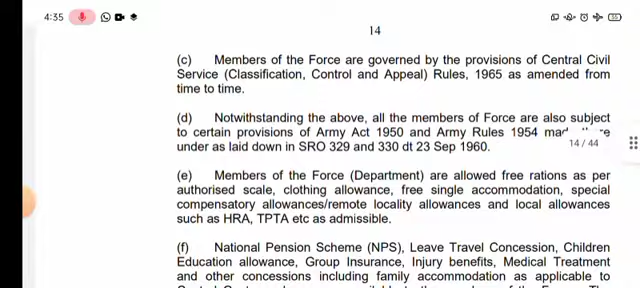 4:35
55
14
(c) Members of the Force are governed by the provisions of Central Civil
Service (Classification, Control and Appeal) Rules, 1965 as amended from
time to time.
(d) Notwithstanding the above, all the members of Force are also subject
to certain provisions of Army Act 1950 and Army Rules 1954
under as laid down in SRO 329 and 330 dt 23 Sep 1960.
14 / 44
(e) Members of the Force (Department) are allowed free rations as per
authorised scale, clothing allowance, free single accommodation, special
compensatory allowances/remote locality allowances and local allowances
such as HRA, TPTA etc as admissible.
(f) National Pension Scheme (NPS), Leave Travel Concession, Children
Education allowance, Group Insurance, Injury benefits, Medical Treatment
and other concessions including family accommodation as applicable to